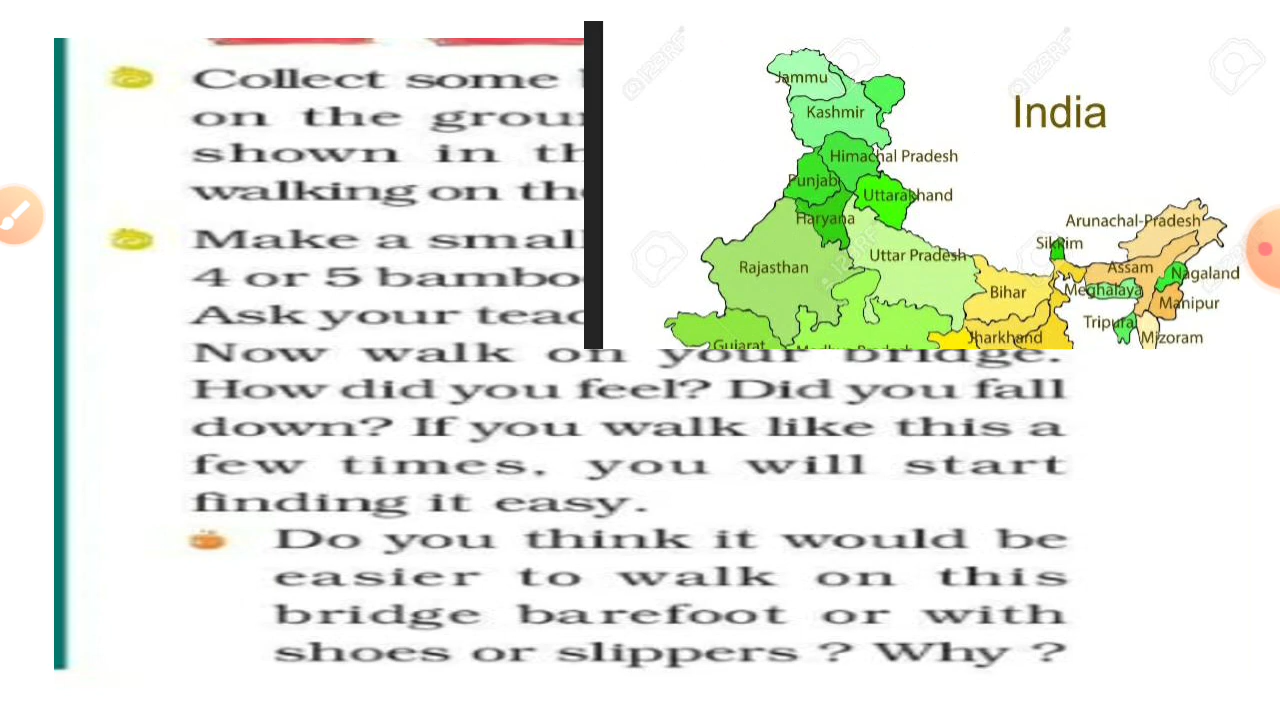 Collect some
on the grou
shown in th
walking on the
Make a small
4 or 5 bambo
Ask your teac
Now walk on your bridge.
How did you feel? Did you fall
down? If you walk like this a
few times, you will start
finding it easy.
Do you think it would be
easier to walk on this
bridge barefoot or with
shoes or slippers ? Why ?
India
Jammu
Kashmir
Himachal Pradesh
Punjab
Uttarakhand
Haryana
Rajasthan
Uttar Pradesh
Arunachal-Pradesh
Sikkim
Assam
Nagaland
Bihar
Meghalaya
Manipur
Tripura
Mizoram
Jharkhand
Gujarat
123RF
123RF